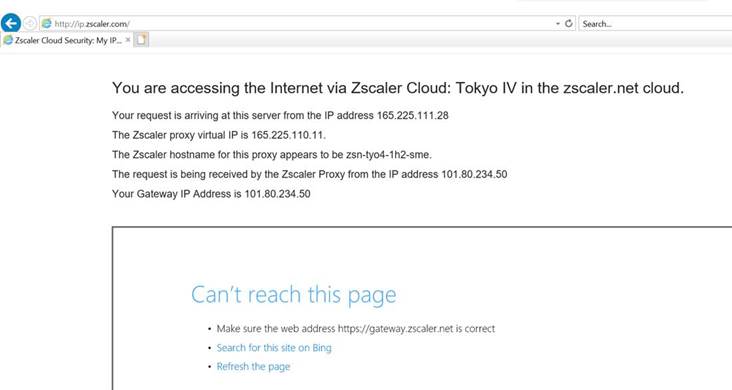 http://ip.zscaler.com/
Search...
Zscaler Cloud Security: My IP...
You are accessing the Internet via Zscaler Cloud: Tokyo IV in the zscaler.net cloud.
Your request is arriving at this server from the IP address 165.225.111.28
The Zscaler proxy virtual IP is 165.225.110.11.
The Zscaler hostname for this proxy appears to be zsn-tyo4-1h2-sme.
The request is being received by the Zscaler Proxy from the IP address 101.80.234.50
Your Gateway IP Address is 101.80.234.50
Can't reach this page
• Make sure the web address https://gateway.zscaler.net is correct
• Search for this site on Bing
• Refresh the page